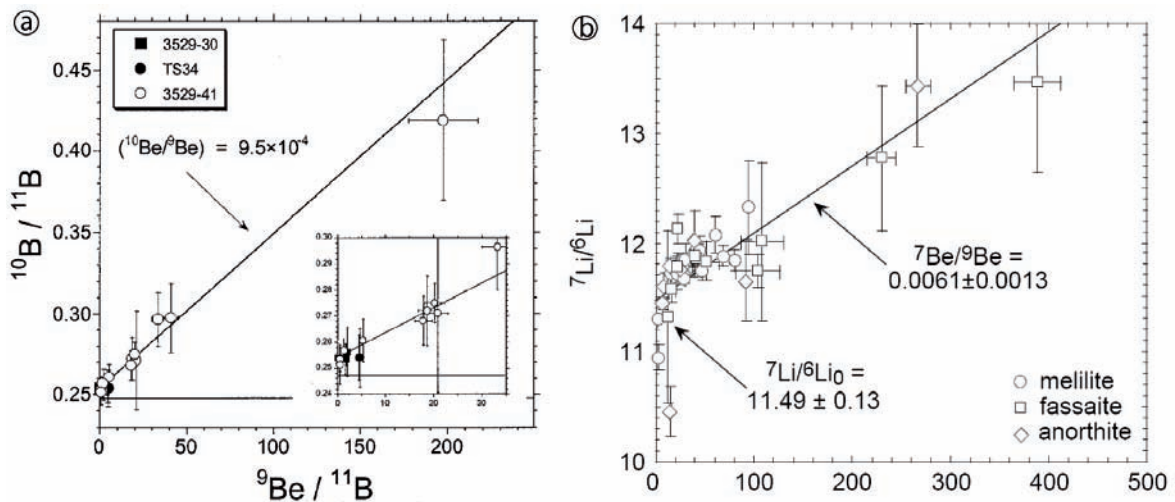 ⓐ
3529-30
TS34
3529-41
(¹⁰Be/⁹Be) = 9.5×10⁻⁴
¹⁰B / ¹¹B
0.45
0.40
0.35
0.30
0.25
0 50 100 150 200
⁹Be / ¹¹B
0.30
0.29
0.28
0.27
0.26
0.25
0.24
0 10 20 30
ⓑ
14
13
12
11
10
⁷Li/⁶Li
⁷Be/⁹Be =
0.0061±0.0013
⁷Li/⁶Li₀ =
11.49 ± 0.13
melilite
fassaite
anorthite
0 100 200 300 400 500